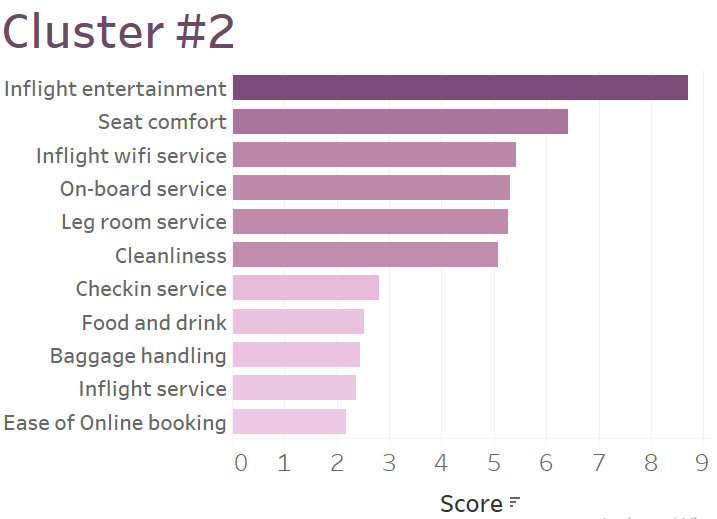 Cluster #2
Inflight entertainment
Seat comfort
Inflight wifi service
On-board service
Leg room service
Cleanliness
Checkin service
Food and drink
Baggage handling
Inflight service
Ease of Online booking
0 1 2 3 4 5 6 7 8 9
Score